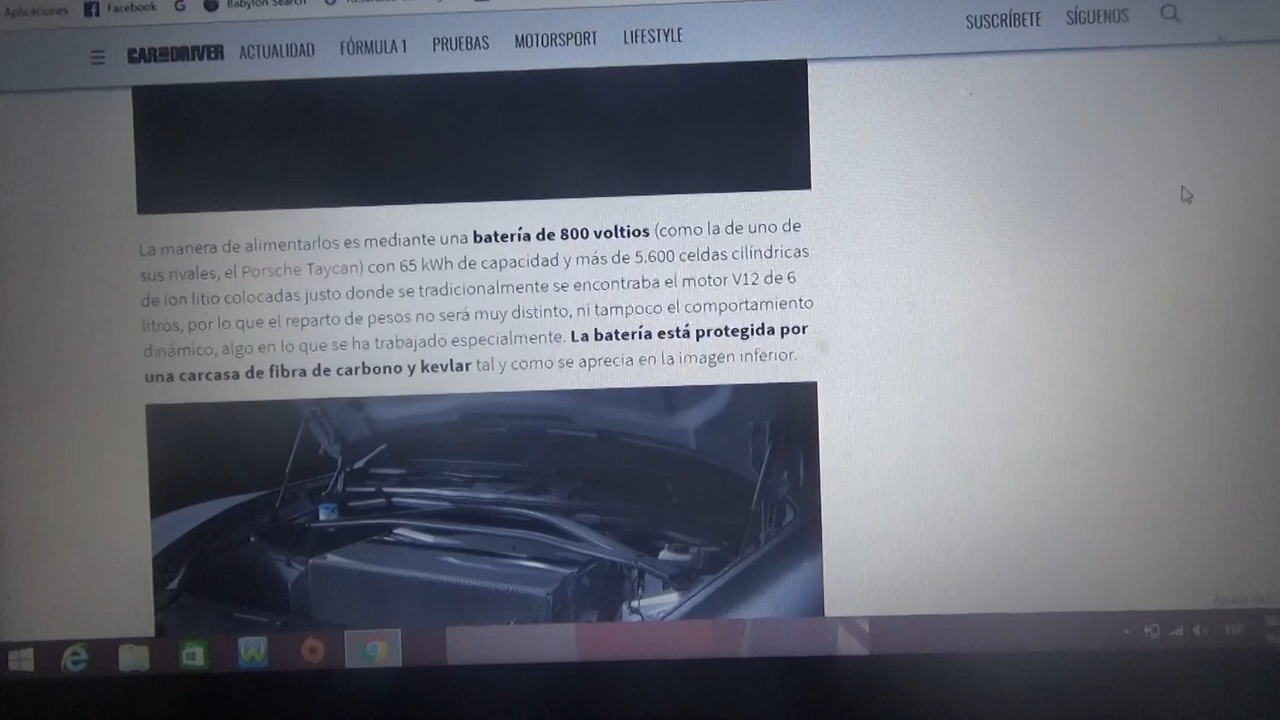 Aplicaciones Facebook Babylon Search
CAR AND DRIVER ACTUALIDAD FÓRMULA 1 PRUEBAS MOTORSPORT LIFESTYLE SUSCRÍBETE SÍGUENOS
La manera de alimentarlos es mediante una batería de 800 voltios (como la de uno de
sus rivales, el Porsche Taycan) con 65 kWh de capacidad y más de 5.600 celdas cilíndricas
de ion litio colocadas justo donde se tradicionalmente se encontraba el motor V12 de 6
litros, por lo que el reparto de pesos no será muy distinto, ni tampoco el comportamiento
dinámico, algo en lo que se ha trabajado especialmente. La batería está protegida por
una carcasa de fibra de carbono y kevlar tal y como se aprecia en la imagen inferior.
ESP